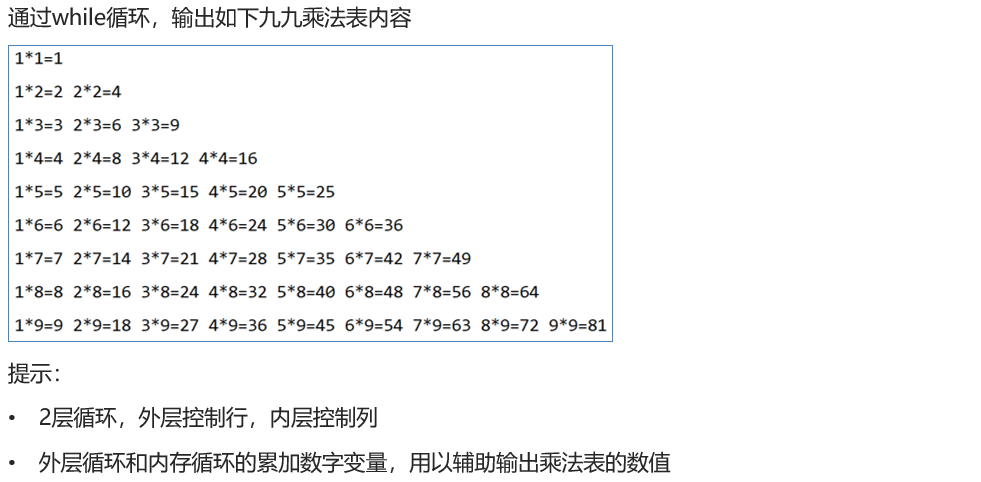 通过while循环，输出如下九九乘法表内容
1*1=1
1*2=2 2*2=4
1*3=3 2*3=6 3*3=9
1*4=4 2*4=8 3*4=12 4*4=16
1*5=5 2*5=10 3*5=15 4*5=20 5*5=25
1*6=6 2*6=12 3*6=18 4*6=24 5*6=30 6*6=36
1*7=7 2*7=14 3*7=21 4*7=28 5*7=35 6*7=42 7*7=49
1*8=8 2*8=16 3*8=24 4*8=32 5*8=40 6*8=48 7*8=56 8*8=64
1*9=9 2*9=18 3*9=27 4*9=36 5*9=45 6*9=54 7*9=63 8*9=72 9*9=81
提示：
• 2层循环，外层控制行，内层控制列
• 外层循环和内存循环的累加数字变量，用以辅助输出乘法表的数值